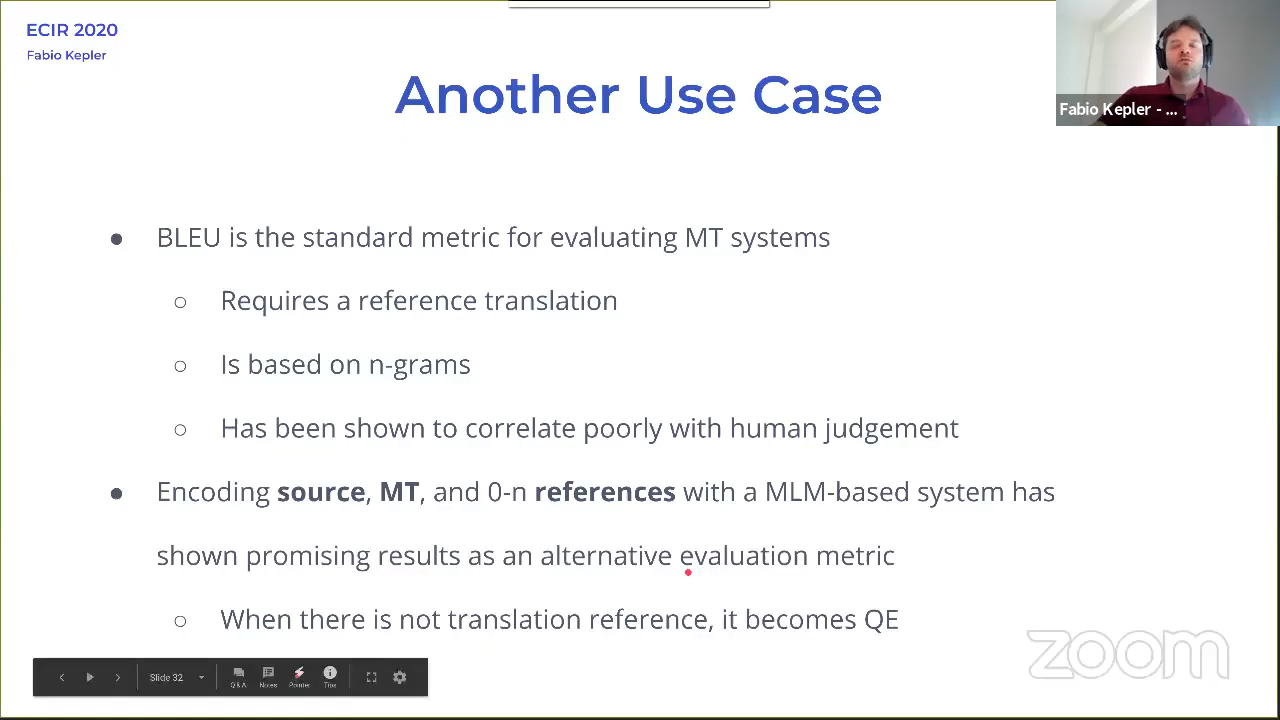 ECIR 2020
Fabio Kepler
Another Use Case
Fabio Kepler - ...
● BLEU is the standard metric for evaluating MT systems
○ Requires a reference translation
○ Is based on n-grams
○ Has been shown to correlate poorly with human judgement
● Encoding source, MT, and 0-n references with a MLM-based system has
shown promising results as an alternative evaluation metric
○ When there is not translation reference, it becomes QE
zoom
Slide 32
Q & A Notes Pointer Tips